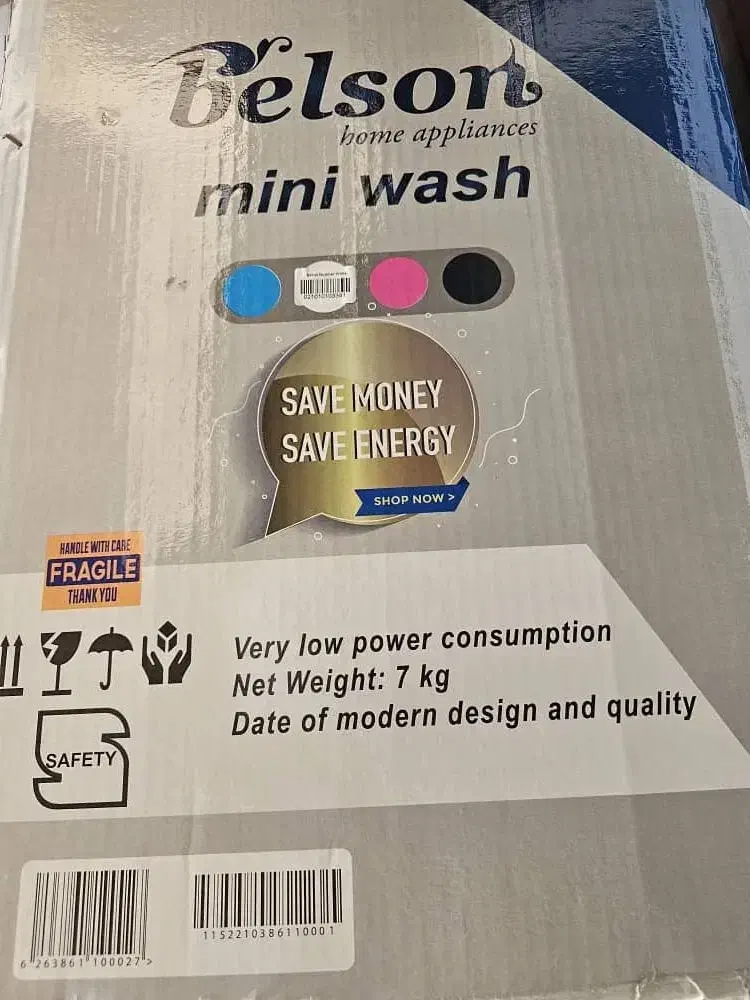 belson
home appliances
mini wash
SAVE MONEY
SAVE ENERGY
SHOP NOW >
HANDLE WITH CARE
FRAGILE
THANK YOU
Very low power consumption
Net Weight: 7 kg
Date of modern design and quality
SAFETY
6 263861 100027 >
1152210386110001